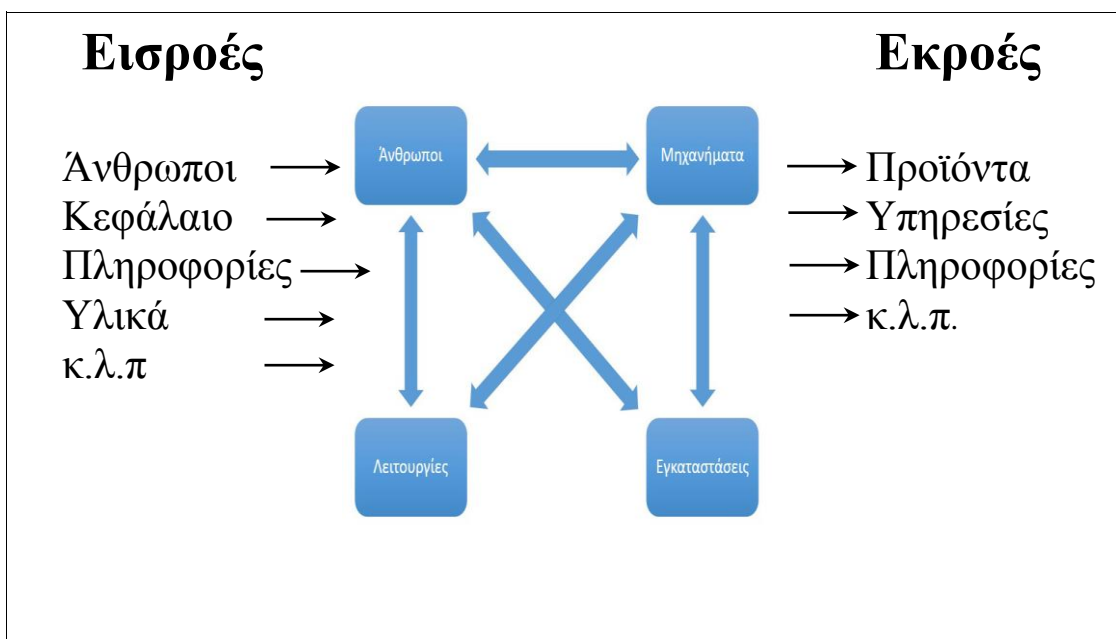 Εισροές
Εκροές
Άνθρωποι
Κεφάλαιο
Πληροφορίες
Υλικά
κ.λ.π
Άνθρωποι
Μηχανήματα
Λειτουργίες
Εγκαταστάσεις
Προϊόντα
Υπηρεσίες
Πληροφορίες
κ.λ.π.